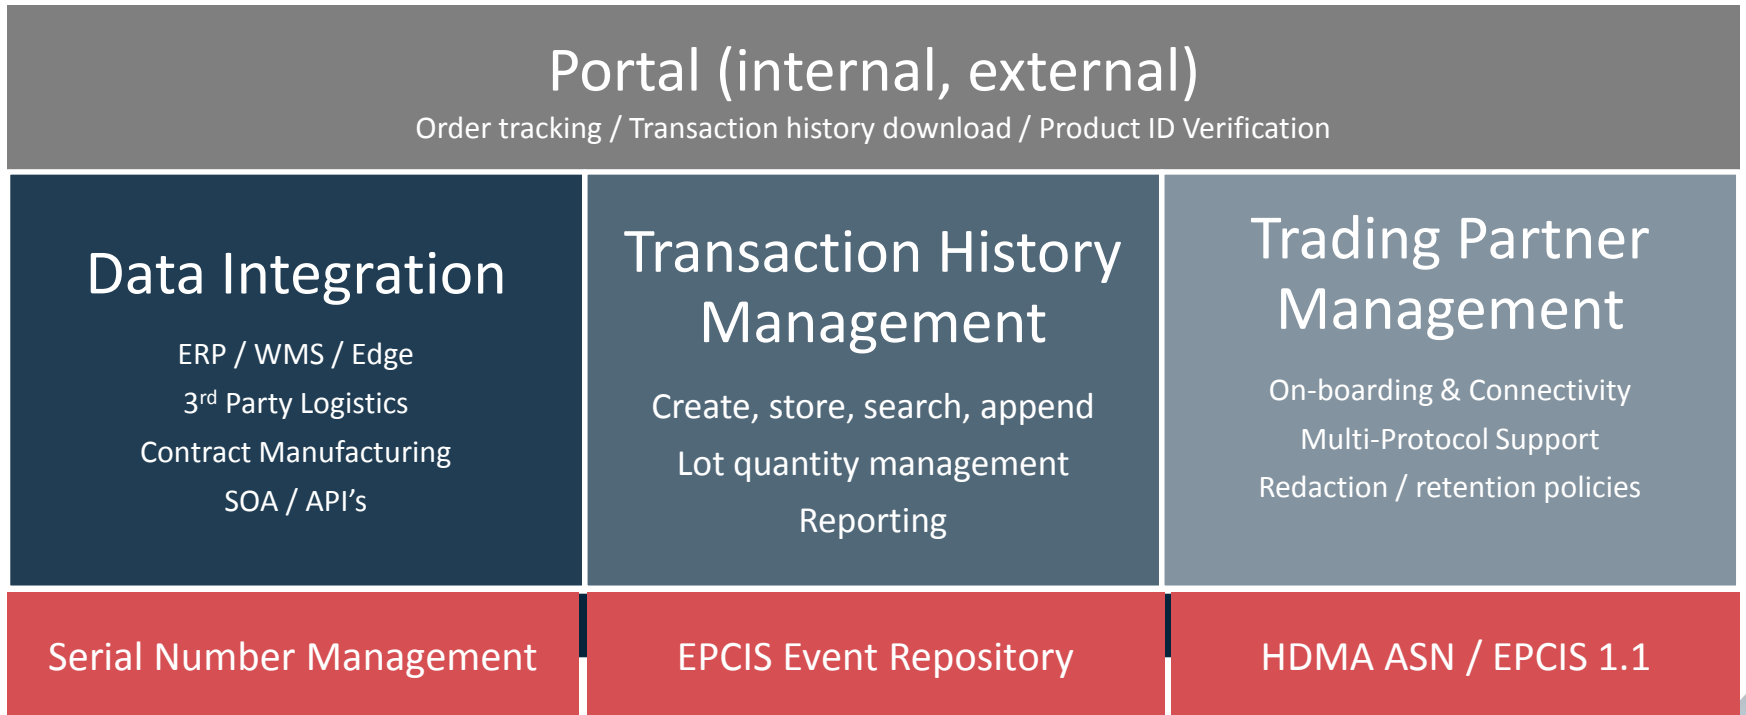 Portal (internal, external)
Order tracking / Transaction history download / Product ID Verification
Data Integration
ERP / WMS / Edge
3rd Party Logistics
Contract Manufacturing
SOA / API’s
Transaction History
Management
Create, store, search, append
Lot quantity management
Reporting
Trading Partner
Management
On-boarding & Connectivity
Multi-Protocol Support
Redaction / retention policies
Serial Number Management
EPCIS Event Repository
HDMA ASN / EPCIS 1.1